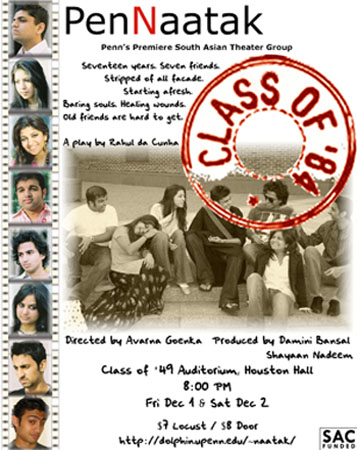 PenNaatak
Penn's Premiere South Asian Theater Group
Seventeen years. Seven friends.
Stripped of all facade.
Starting afresh.
Baring souls. Healing wounds.
Old friends are hard to get.
A play by Rahul da Cunha
CLASS OF '84
Directed by Avarna Goenka Produced by Damini Bansal
Shayaan Nadeem
Class of '49 Auditorium, Houston Hall
8:00 PM
Fri Dec 1 & Sat Dec 2
$7 Locust / $8 Door
http://dolphin.upenn.edu/~naatak/
SAC
FUNDED